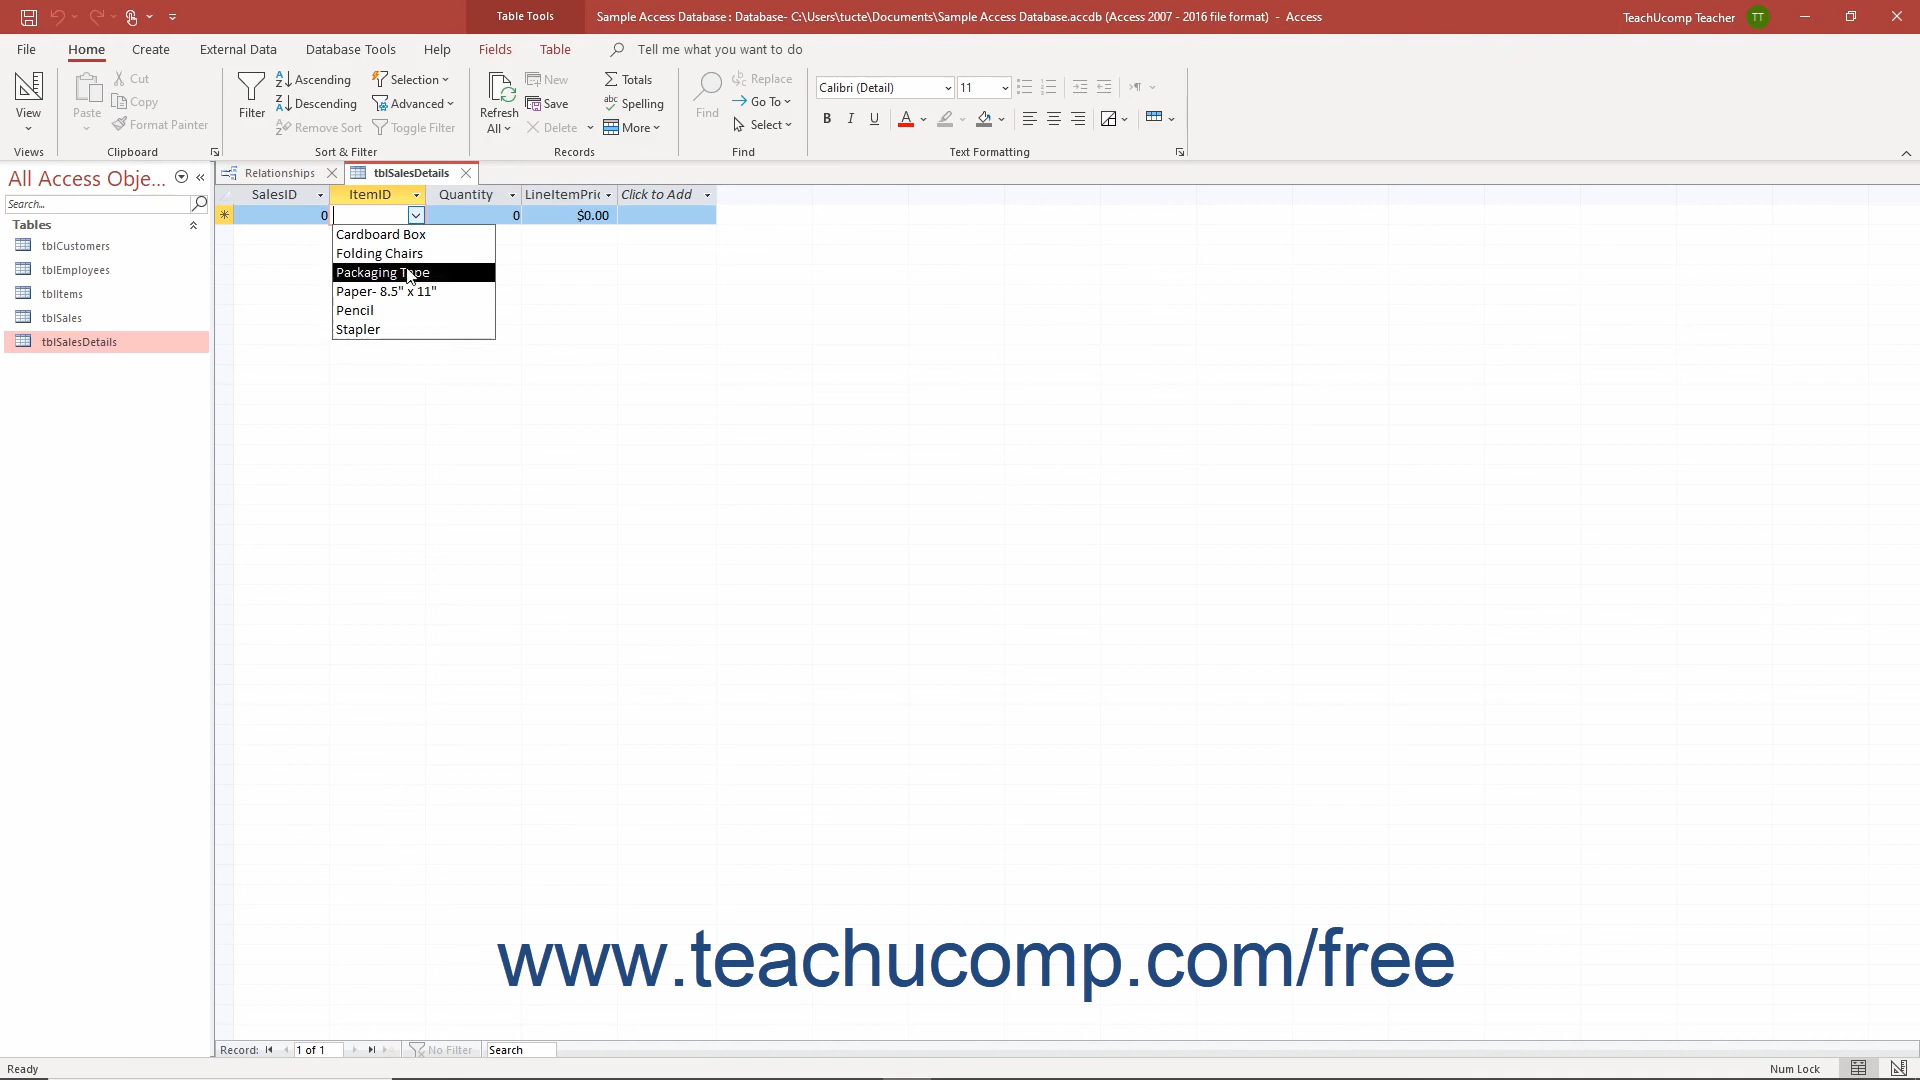 Table Tools
Sample Access Database : Database- C:\Users\tucte\Documents\Sample Access Database.accdb (Access 2007 - 2016 file format) - Access
TeachUcomp Teacher TT
File Home Create External Data Database Tools Help Fields Table Tell me what you want to do
View
Views
Paste
Cut
Copy
Format Painter
Clipboard
Filter
Ascending
Descending
Remove Sort
Selection
Advanced
Toggle Filter
Sort & Filter
Refresh
All
New
Save
Delete
Totals
Spelling
More
Records
Find
Replace
Go To
Select
Find
Calibri (Detail) 11
B I U A
Text Formatting
All Access Obje...
Search...
Tables
tblCustomers
tblEmployees
tblItems
tblSales
tblSalesDetails
Relationships tblSalesDetails
SalesID ItemID Quantity LineItemPric Click to Add
0 0 $0.00
Cardboard Box
Folding Chairs
Packaging Tape
Paper- 8.5" x 11"
Pencil
Stapler
www.teachucomp.com/free
Record: 1 of 1 No Filter Search
Ready Num Lock